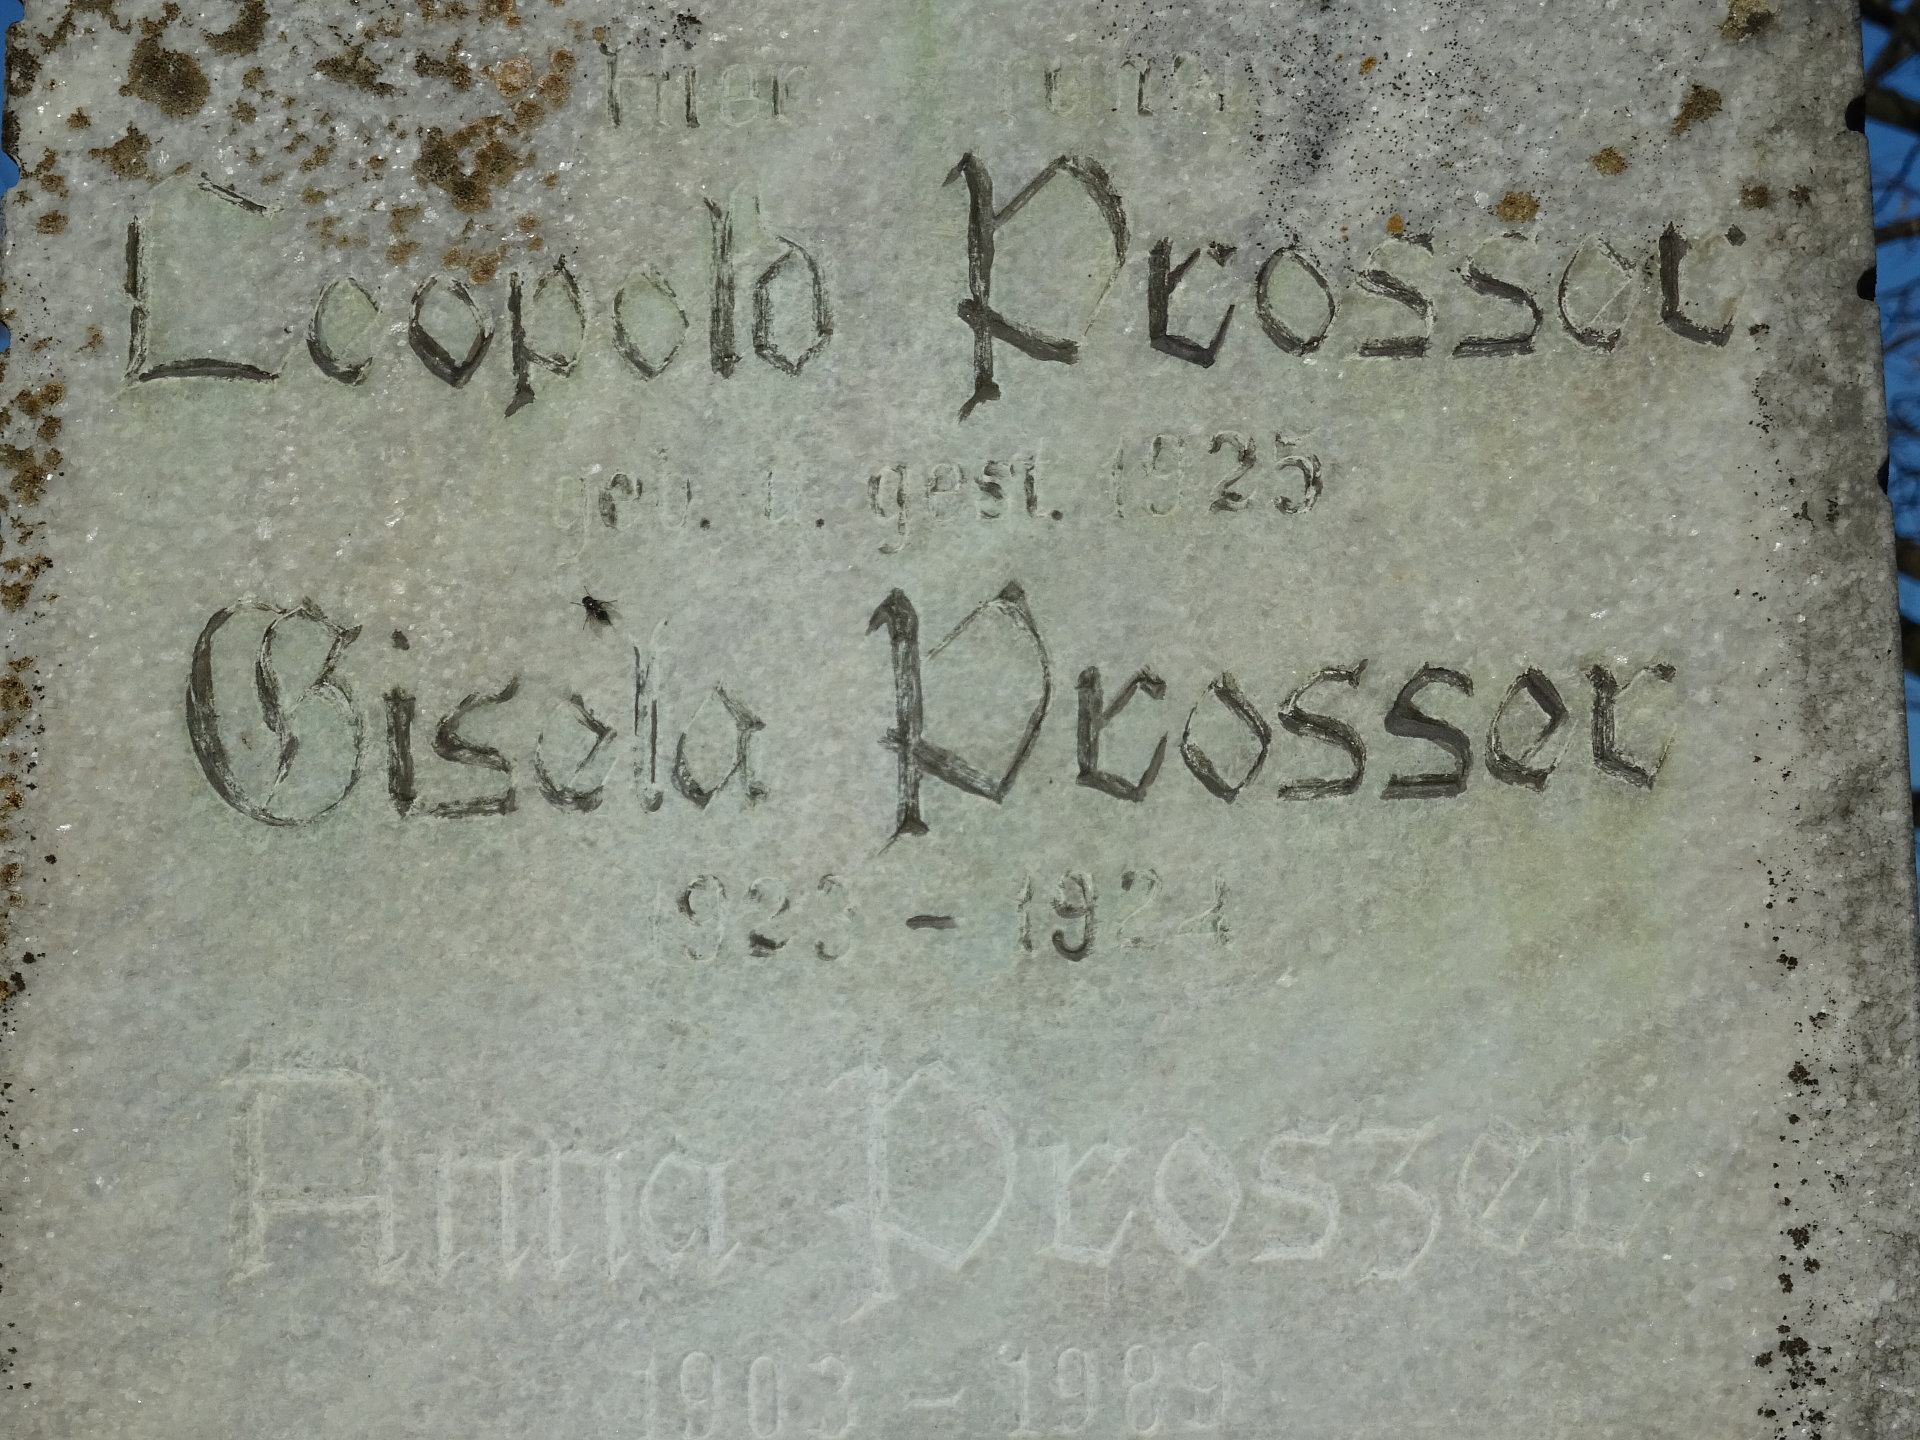 Hier ruhen
Leopold Prosser
geb. u. gest. 1925
Gisela Prosser
1923 - 1924
Anna Proszer
1903 - 1989